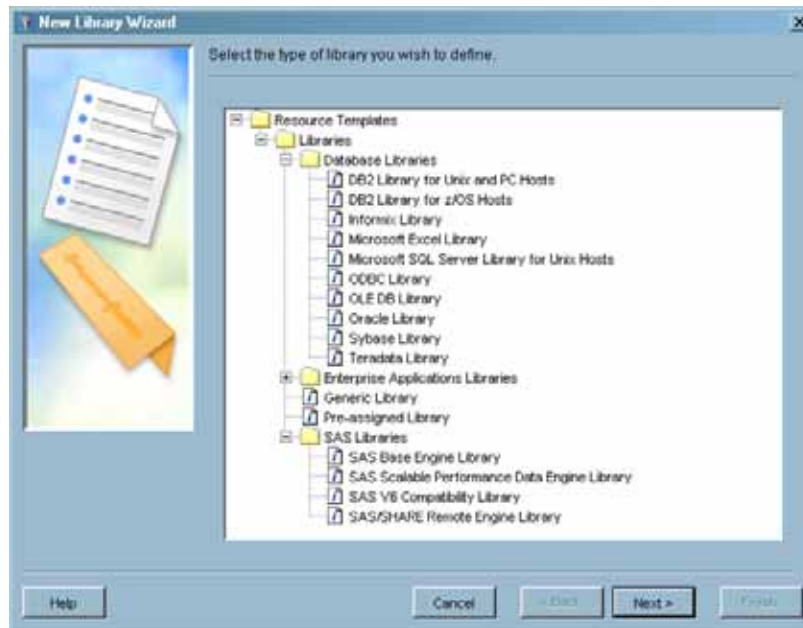 New Library Wizard
Select the type of library you wish to define.
Resource Templates
Libraries
Database Libraries
DB2 Library for Unix and PC Hosts
DB2 Library for z/OS Hosts
Informix Library
Microsoft Excel Library
Microsoft SQL Server Library for Unix Hosts
ODBC Library
OLE DB Library
Oracle Library
Sybase Library
Teradata Library
Enterprise Applications Libraries
Generic Library
Pre-assigned Library
SAS Libraries
SAS Base Engine Library
SAS Scalable Performance Data Engine Library
SAS V6 Compatibility Library
SAS/SHARE Remote Engine Library
Help Cancel < Back Next > Finish